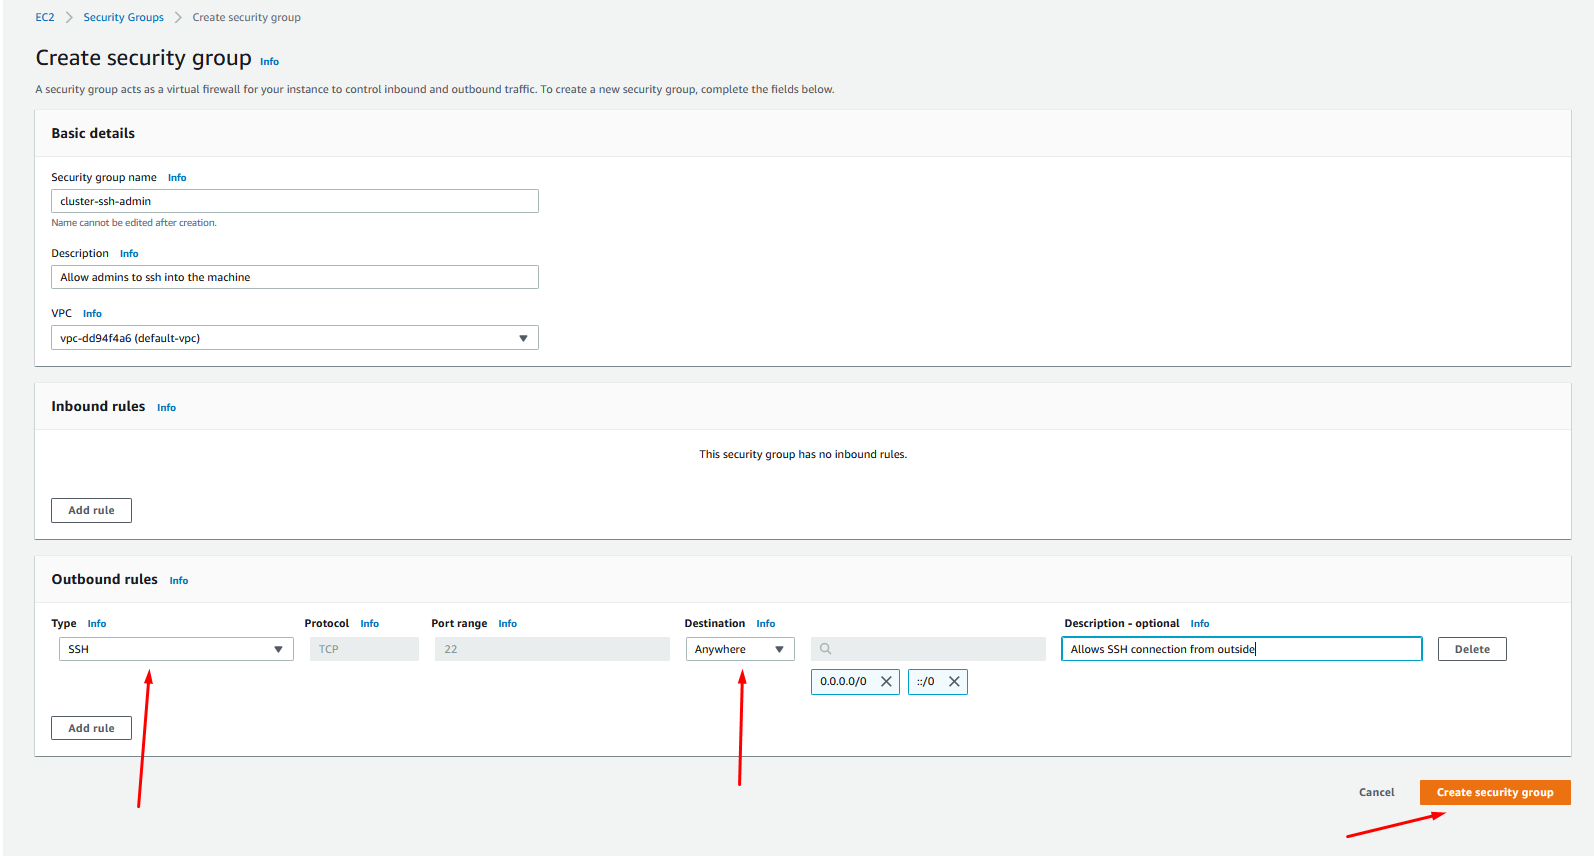 EC2 > Security Groups > Create security group
Create security group Info
A security group acts as a virtual firewall for your instance to control inbound and outbound traffic. To create a new security group, complete the fields below.
Basic details
Security group name Info
cluster-ssh-admin
Name cannot be edited after creation.
Description Info
Allow admins to ssh into the machine
VPC Info
vpc-dd94f4a6 (default-vpc)
Inbound rules Info
This security group has no inbound rules.
Add rule
Outbound rules Info
Type Info Protocol Info Port range Info Destination Info Description - optional Info
SSH TCP 22 Anywhere Allows SSH connection from outside Delete
0.0.0.0/0 ::/0
Add rule
Cancel Create security group